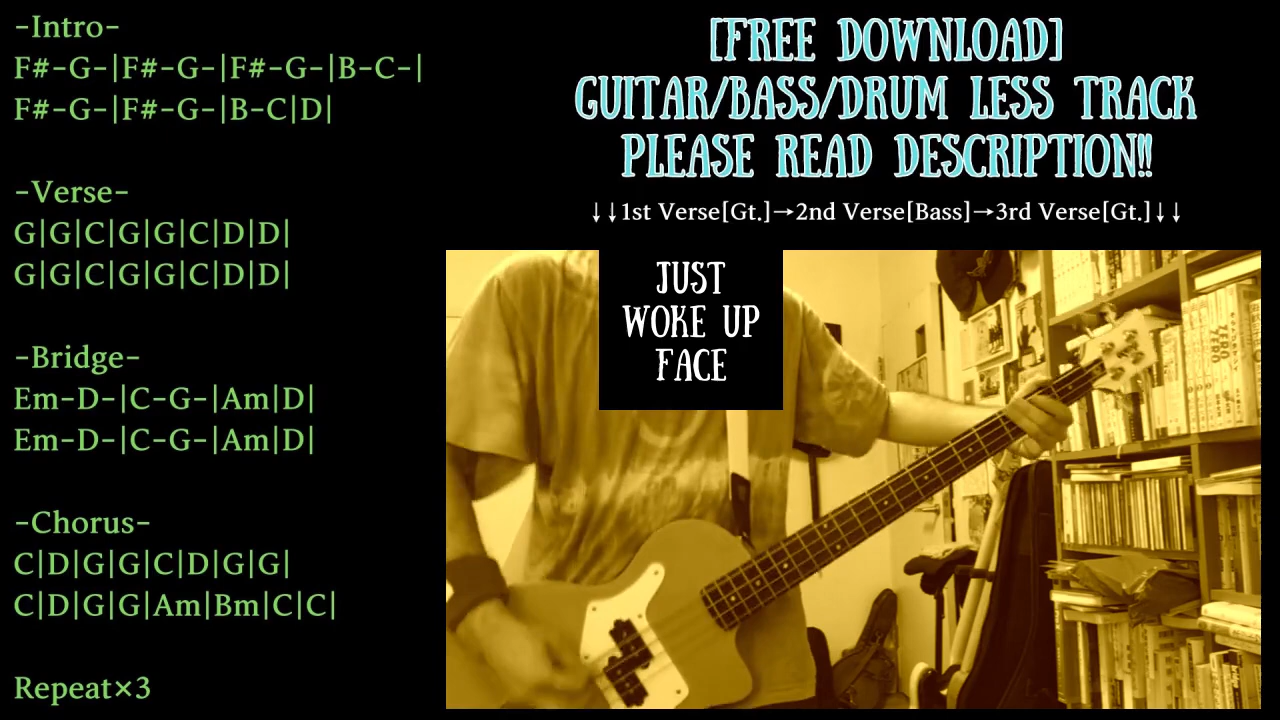 -Intro-
F#-G-|F#-G-|F#-G-|B-C-|
F#-G-|F#-G-|B-C|D|
-Verse-
G|G|C|G|G|C|D|D|
G|G|C|G|G|C|D|D|
-Bridge-
Em-D-|C-G-|Am|D|
Em-D-|C-G-|Am|D|
-Chorus-
C|D|G|G|C|D|G|G|
C|D|G|G|Am|Bm|C|C|
Repeat×3
[FREE DOWNLOAD]
GUITAR/BASS/DRUM LESS TRACK
PLEASE READ DESCRIPTION!!
↓↓1st Verse[Gt.]→2nd Verse[Bass]→3rd Verse[Gt.]↓↓
JUST
WOKE UP
FACE